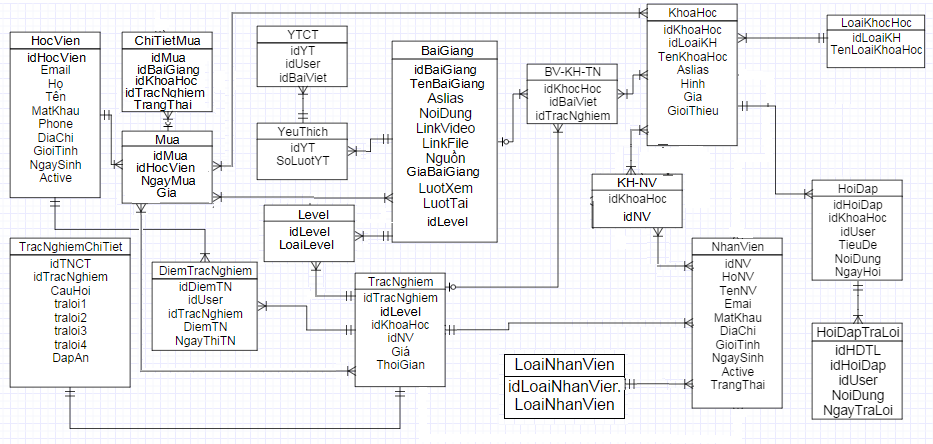 HocVien
idHocVien
Email
Họ
Tên
MatKhau
Phone
DiaChi
GioiTinh
NgaySinh
Active
ChiTietMua
idMua
idBaiGiang
idKhoaHoc
idTracNghiem
TrangThai
Mua
idMua
idHocVien
NgayMua
Gia
YTCT
idYT
idUser
idBaiViet
YeuThich
idYT
SoLuotYT
BaiGiang
idBaiGiang
TenBaiGiang
Aslias
NoiDung
LinkVideo
LinkFile
Nguồn
GiaBaiGiang
LuotXem
LuotTai
idLevel
BV-KH-TN
idKhocHoc
idBaiViet
idTracNghiem
KhoaHoc
idKhoaHoc
idLoaiKH
TenKhoaHoc
Aslias
Hinh
Gia
GioiThieu
LoaiKhocHoc
idLoaiKH
TenLoaiKhoaHoc
KH-NV
idKhoaHoc
idNV
HoiDap
idHoiDap
idKhoaHoc
idUser
TieuDe
NoiDung
NgayHoi
Level
idLevel
LoaiLevel
TracNghiemChiTiet
idTNCT
idTracNghiem
CauHoi
traloi1
traloi2
traloi3
traloi4
DapAn
DiemTracNghiem
idDiemTN
idUser
idTracNghiem
DiemTN
NgayThiTN
TracNghiem
idTracNghiem
idLevel
idKhoaHoc
idNV
Giá
ThoiGian
NhanVien
idNV
HoNV
TenNV
Emai
MatKhau
DiaChi
GioiTinh
NgaySinh
Active
TrangThai
LoaiNhanVien
idLoaiNhanVier.
LoaiNhanVien
HoiDapTraLoi
idHDTL
idHoiDap
idUser
NoiDung
NgayTraLoi